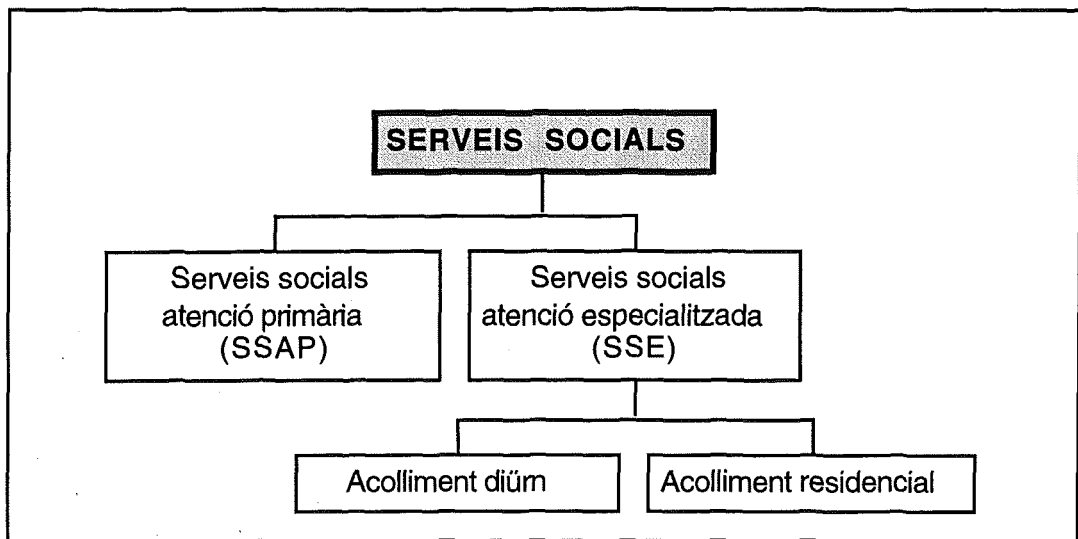 SERVEIS SOCIALS
Serveis socials
atenció primària
(SSAP)
Serveis socials
atenció especialitzada
(SSE)
Acolliment diürn
Acolliment residencial